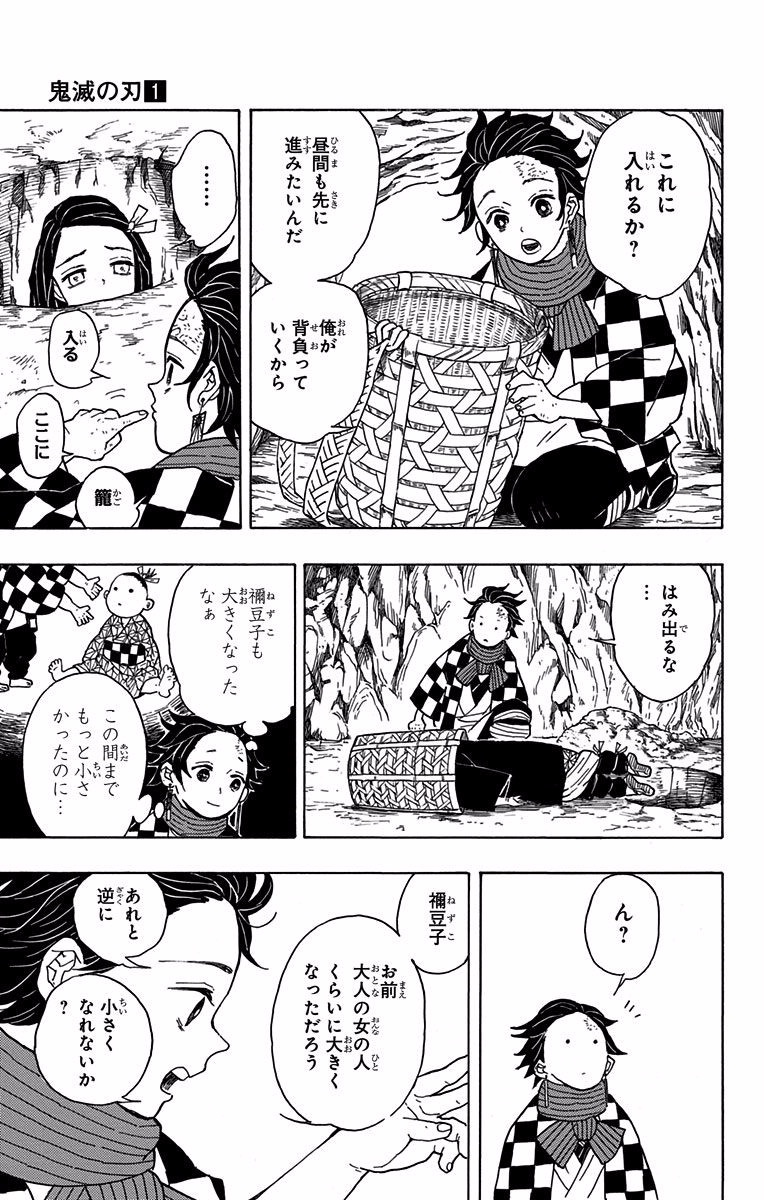 鬼滅の刃1
これに
入れるか?
昼間も先に
進みたいんだ
俺が
背負って
いくから
……
籠
ここに
入る
はみ出るな
…
禰豆子も
大きくなった
なぁ
この間まで
もっと小さ
かったのに…
ん?
禰豆子
お前
大人の女の人
くらいに大きく
なっただろう
あれと
逆に
小さく
なれないか
?